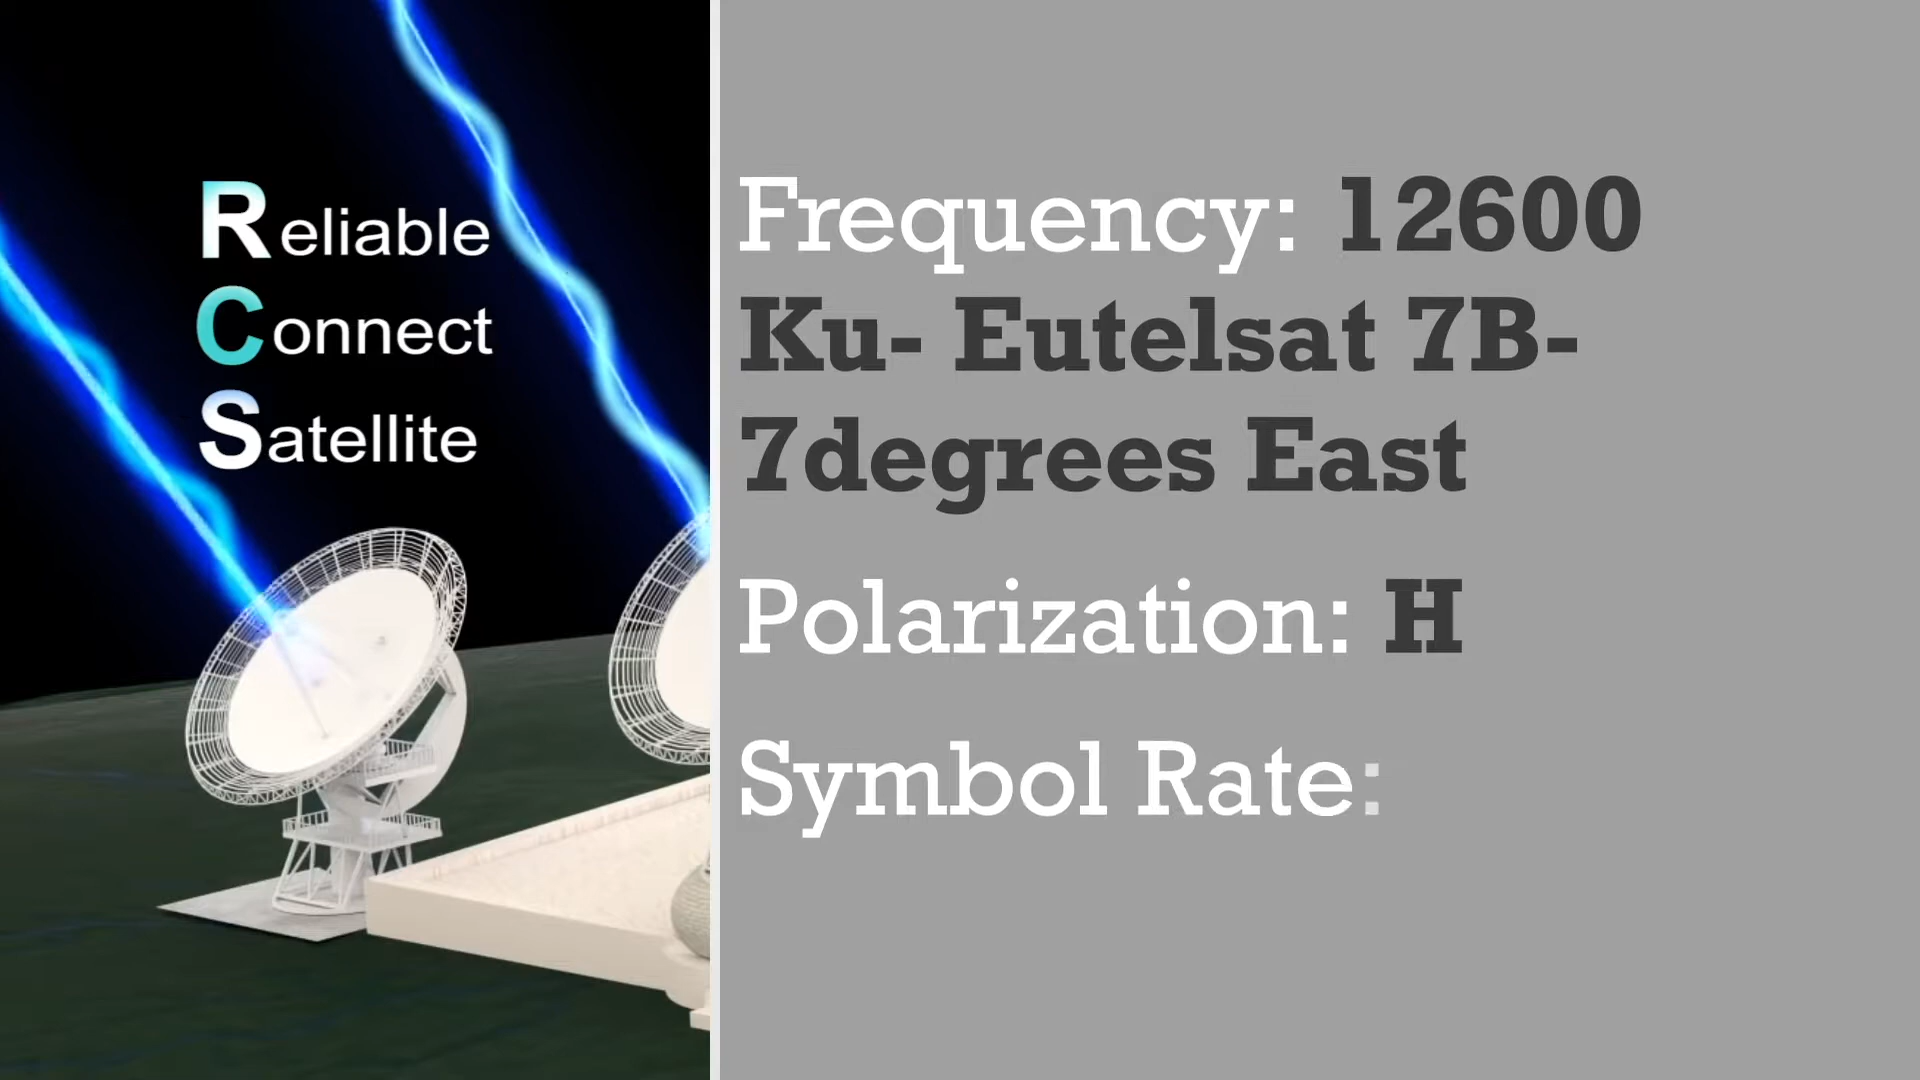 Reliable
Connect
Satellite
Frequency: 12600
Ku- Eutelsat 7B-
7degrees East
Polarization: H
Symbol Rate: